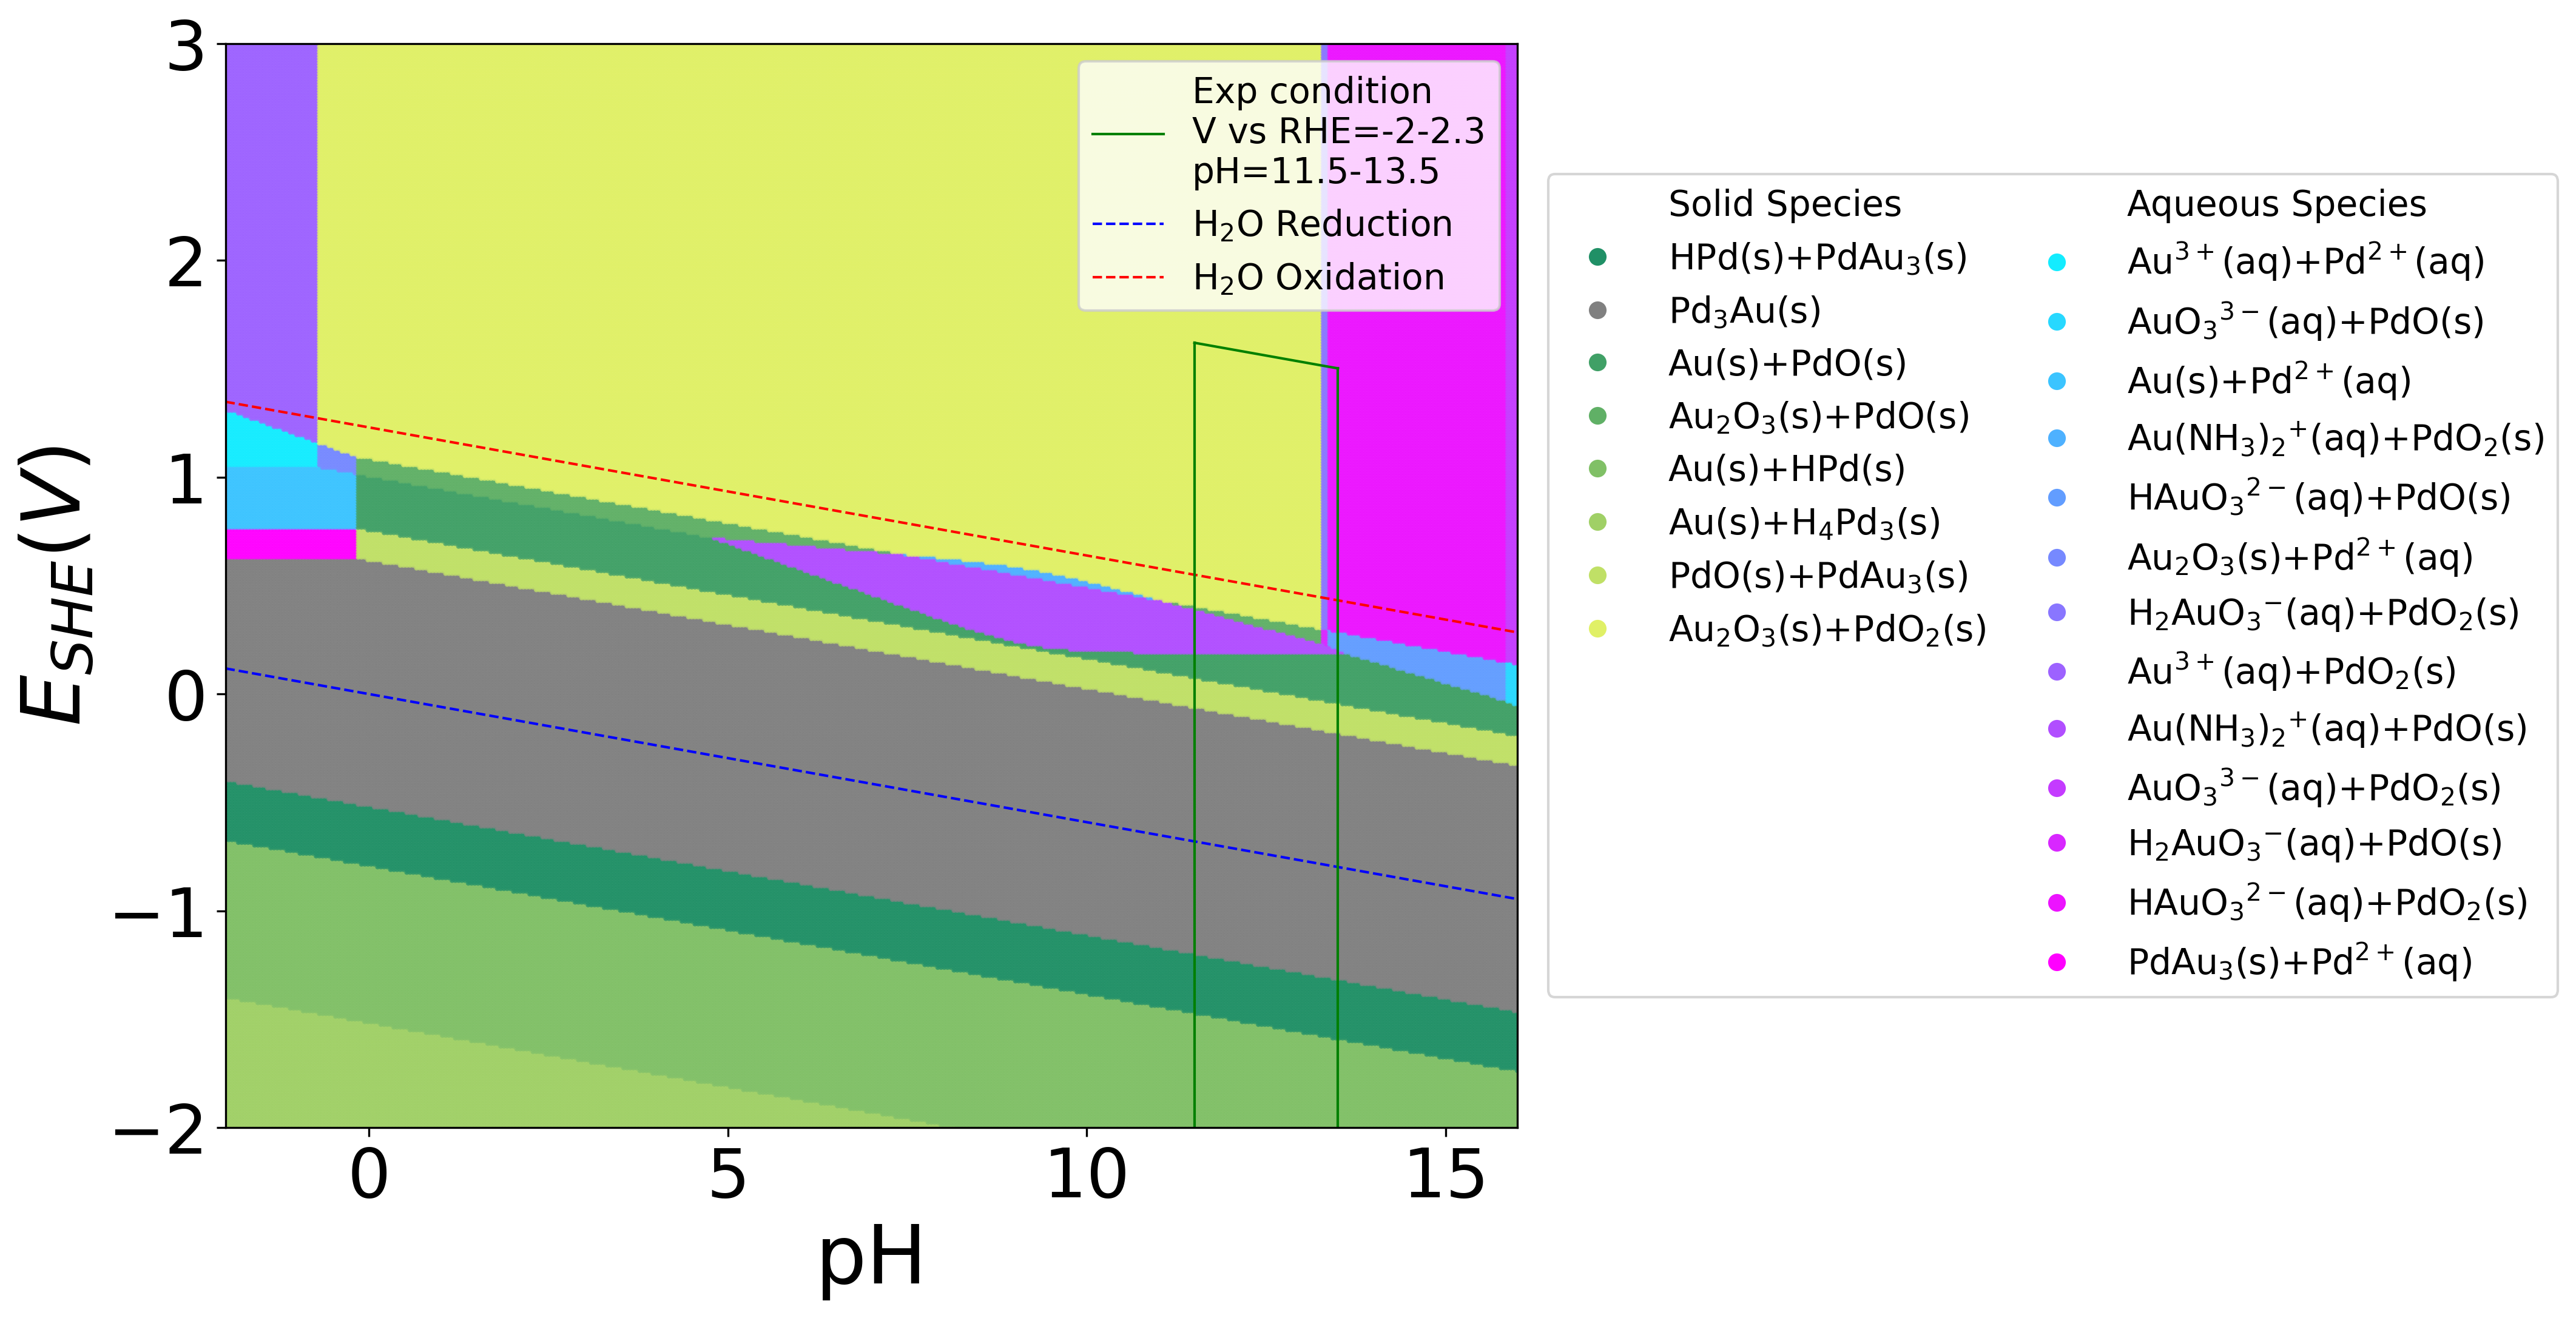 3
2
1
0
−1
−2
E_SHE(V)
0
5
10
15
pH
Exp condition
V vs RHE=-2-2.3
pH=11.5-13.5
H₂O Reduction
H₂O Oxidation
Solid Species
HPd(s)+PdAu₃(s)
Pd₃Au(s)
Au(s)+PdO(s)
Au₂O₃(s)+PdO(s)
Au(s)+HPd(s)
Au(s)+H₄Pd₃(s)
PdO(s)+PdAu₃(s)
Au₂O₃(s)+PdO₂(s)
Aqueous Species
Au³⁺(aq)+Pd²⁺(aq)
AuO₃³⁻(aq)+PdO(s)
Au(s)+Pd²⁺(aq)
Au(NH₃)₂⁺(aq)+PdO₂(s)
HAuO₃²⁻(aq)+PdO(s)
Au₂O₃(s)+Pd²⁺(aq)
H₂AuO₃⁻(aq)+PdO₂(s)
Au³⁺(aq)+PdO₂(s)
Au(NH₃)₂⁺(aq)+PdO(s)
AuO₃³⁻(aq)+PdO₂(s)
H₂AuO₃⁻(aq)+PdO(s)
HAuO₃²⁻(aq)+PdO₂(s)
PdAu₃(s)+Pd²⁺(aq)